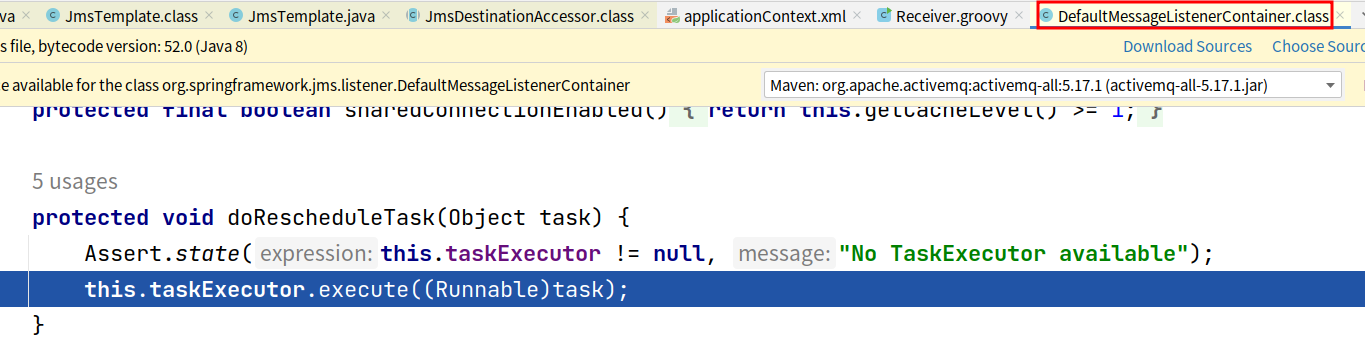 va JmsTemplate.class JmsTemplate.java JmsDestinationAccessor.class applicationContext.xml Receiver.groovy DefaultMessageListenerContainer.class
s file, bytecode version: 52.0 (Java 8) Download Sources Choose Sour
e available for the class org.springframework.jms.listener.DefaultMessageListenerContainer Maven: org.apache.activemq:activemq-all:5.17.1 (activemq-all-5.17.1.jar)
protected final boolean sharedConnectionEnabled() { return this.getCacheLevel() >= 1; }
5 usages
protected void doRescheduleTask(Object task) {
Assert.state( expression: this.taskExecutor != null, message: "No TaskExecutor available");
this.taskExecutor.execute((Runnable)task);
}